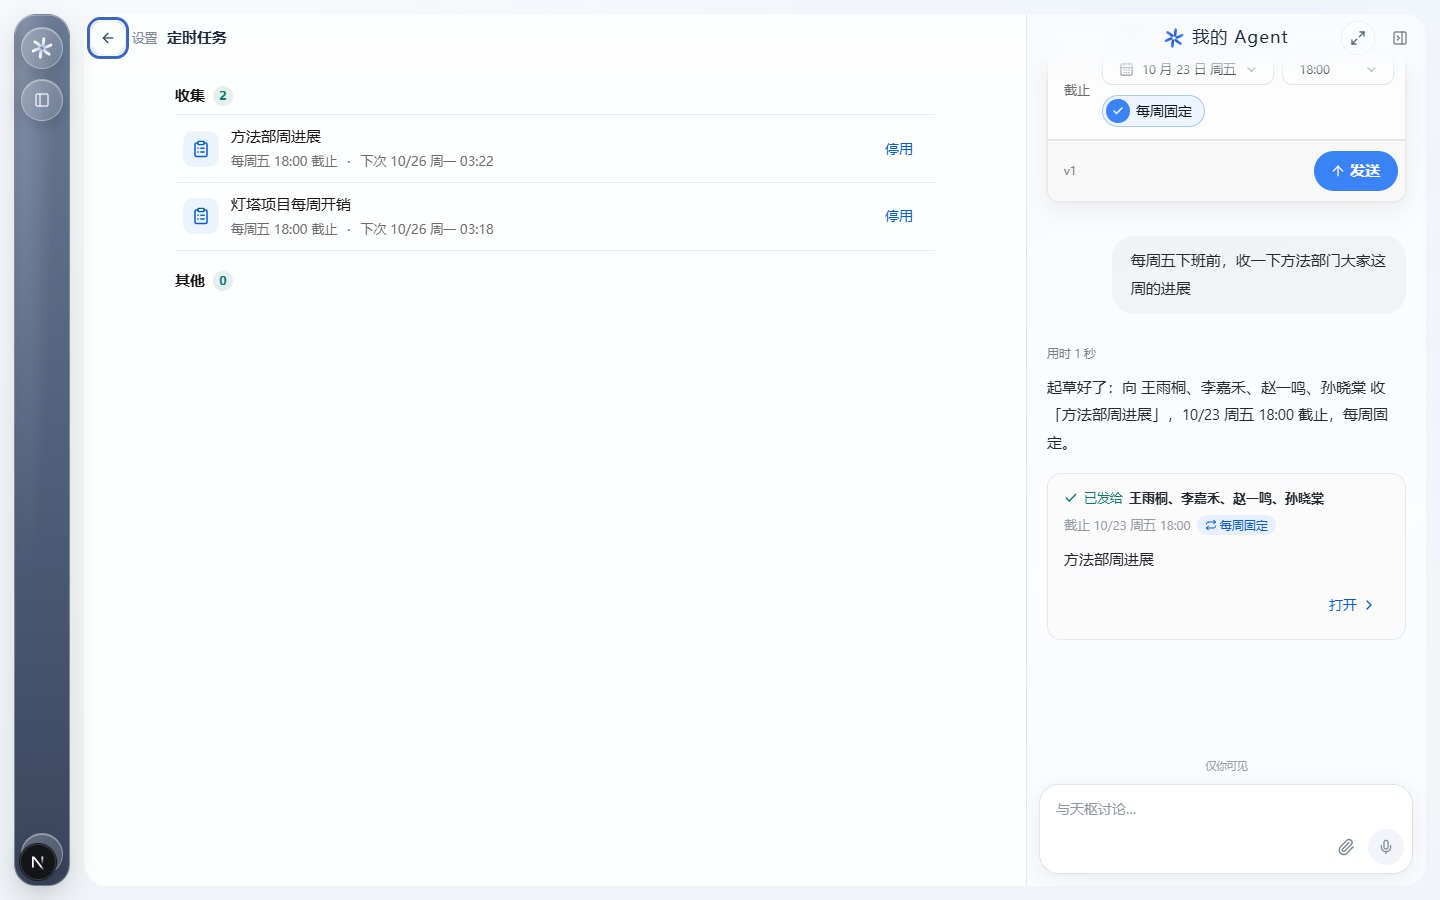 设置 定时任务
收集 2
方法部周进展
每周五 18:00 截止 · 下次 10/26 周一 03:22
停用
灯塔项目每周开销
每周五 18:00 截止 · 下次 10/26 周一 03:18
停用
其他 0
我的 Agent
截止
10 月 23 日 周五
18:00
每周固定
v1
发送
每周五下班前，收一下方法部门大家这
周的进展
用时 1 秒
起草好了：向 王雨桐、李嘉禾、赵一鸣、孙晓棠 收
「方法部周进展」，10/23 周五 18:00 截止，每周固
定。
已发给 王雨桐、李嘉禾、赵一鸣、孙晓棠
截止 10/23 周五 18:00 每周固定
方法部周进展
打开
仅你可见
与天枢讨论...
N